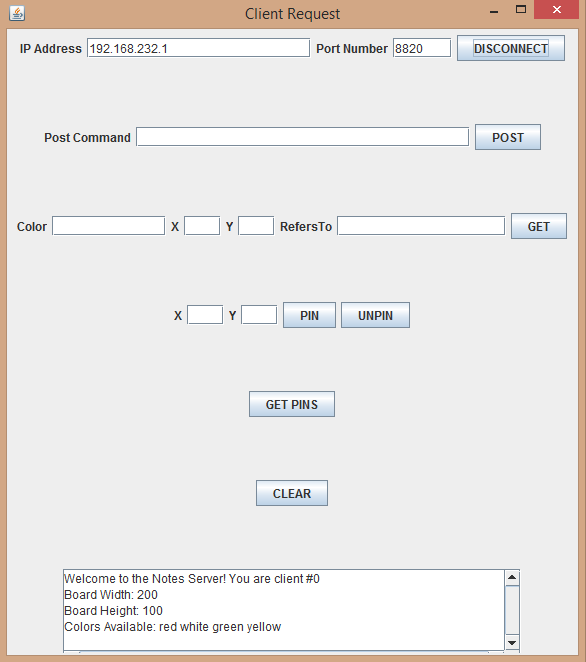 Client Request
IP Address 192.168.232.1 Port Number 8820 DISCONNECT
Post Command POST
Color X Y RefersTo GET
X Y PIN UNPIN
GET PINS
CLEAR
Welcome to the Notes Server! You are client #0
Board Width: 200
Board Height: 100
Colors Available: red white green yellow